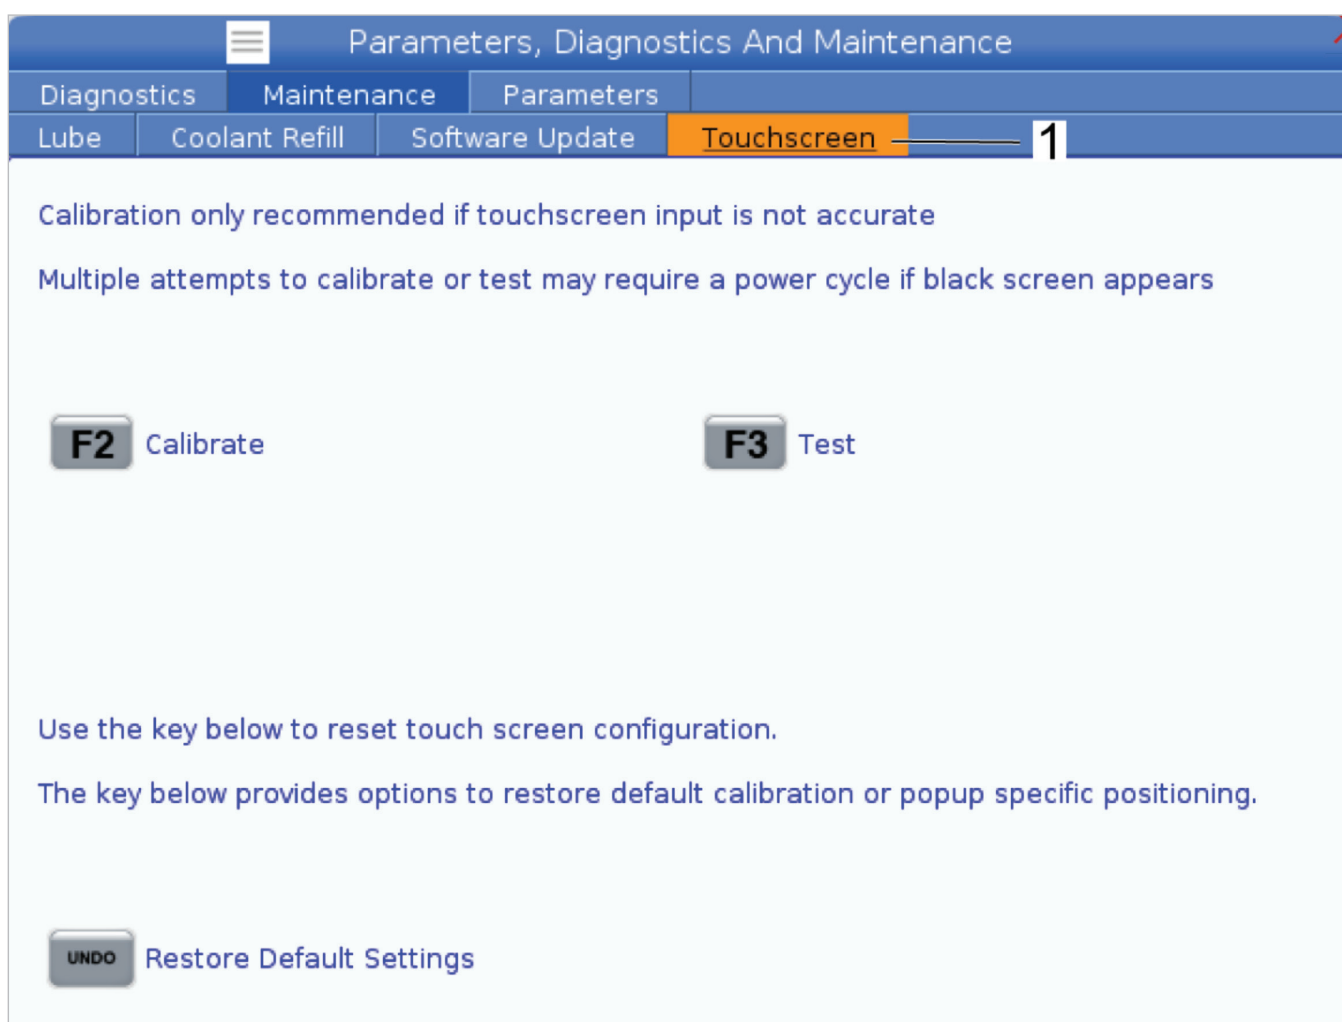 Parameters, Diagnostics And Maintenance
Diagnostics Maintenance Parameters
Lube Coolant Refill Software Update Touchscreen 1
Calibration only recommended if touchscreen input is not accurate
Multiple attempts to calibrate or test may require a power cycle if black screen appears
F2 Calibrate F3 Test
Use the key below to reset touch screen configuration.
The key below provides options to restore default calibration or popup specific positioning.
UNDO Restore Default Settings